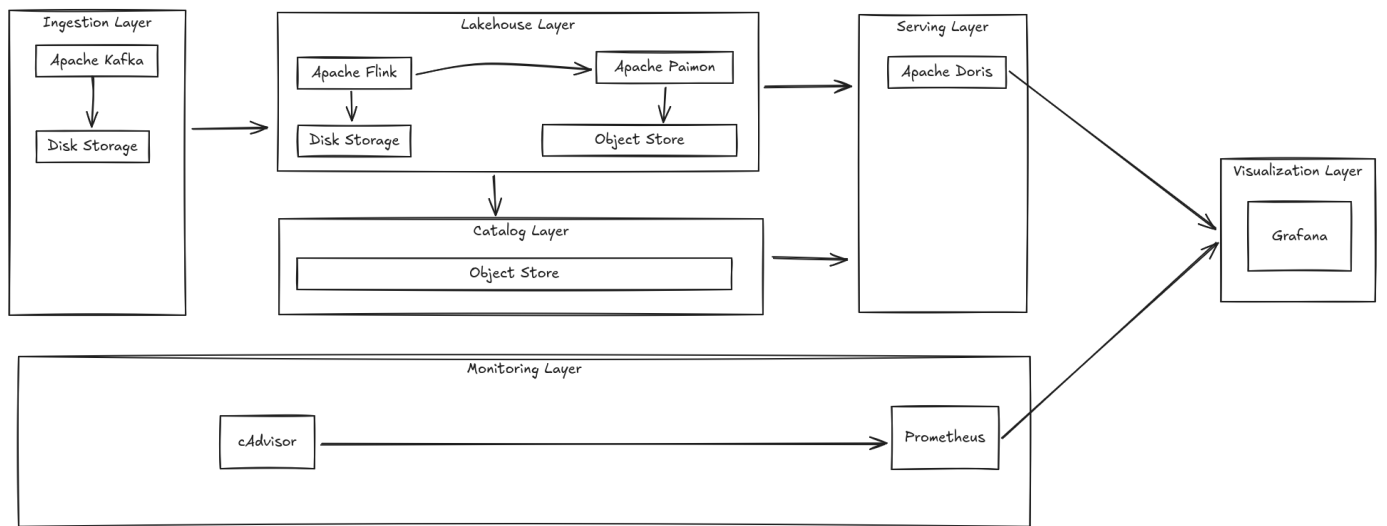 Ingestion Layer
Apache Kafka
Disk Storage
Lakehouse Layer
Apache Flink
Apache Paimon
Disk Storage
Object Store
Catalog Layer
Object Store
Serving Layer
Apache Doris
Visualization Layer
Grafana
Monitoring Layer
cAdvisor
Prometheus